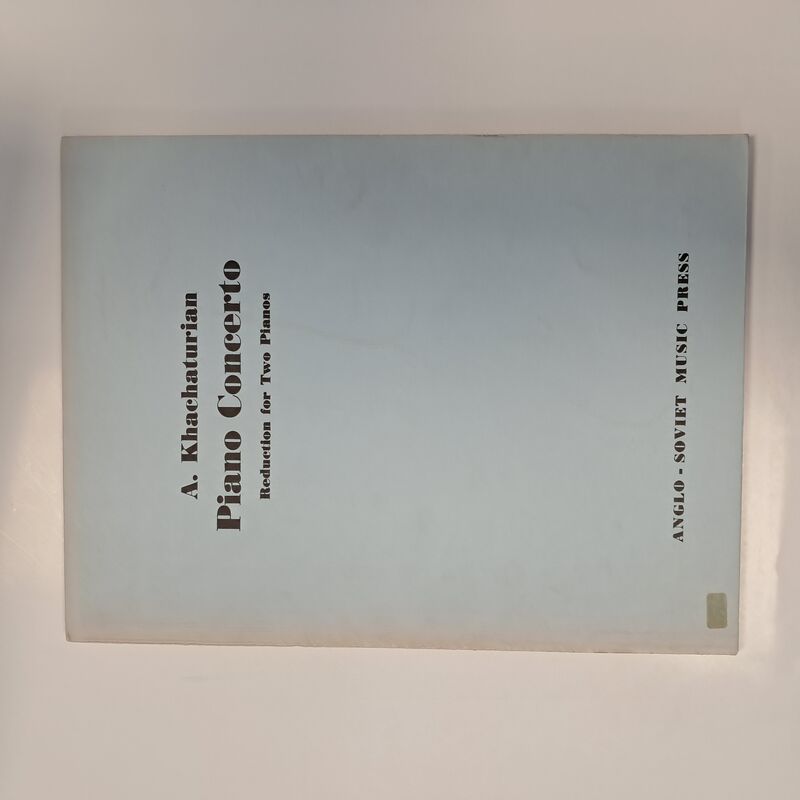 A. Khachaturian
Piano Concerto
Reduction for Two Pianos
ANGLO - SOVIET MUSIC PRESS